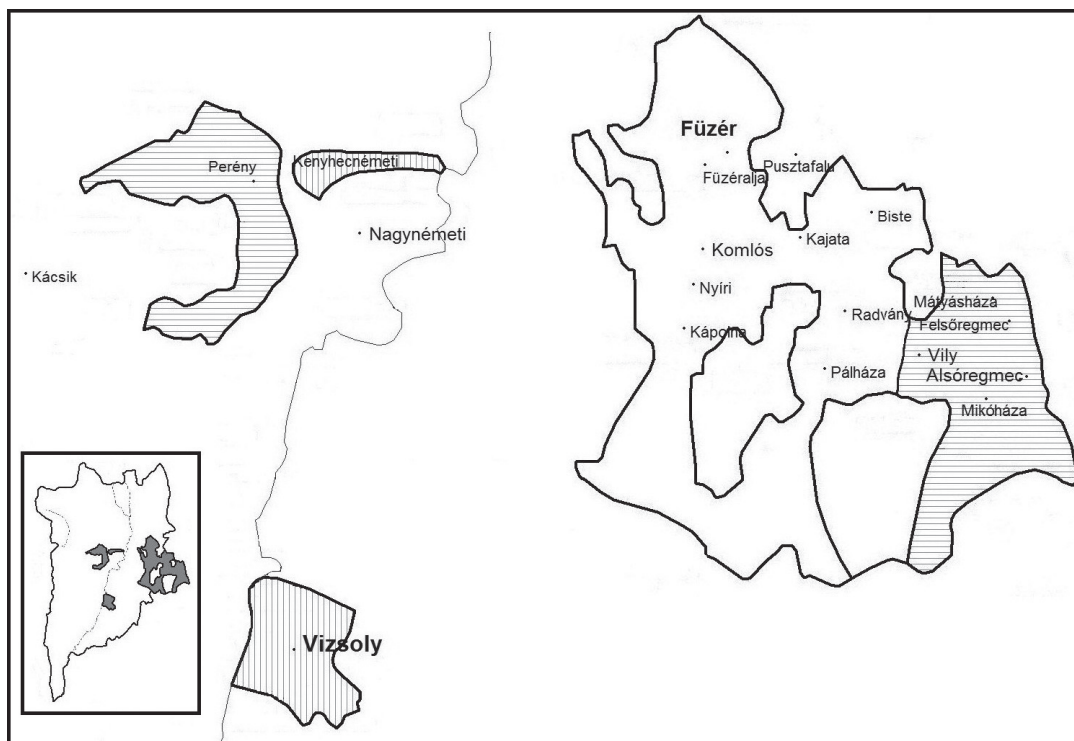 Füzér
Kenyhecnémeti
Perény
Füzéralja
Pusztafalu
Biste
Nagynémeti
Kajata
Komlós
Kácsik
Nyíri
Mátyásháza
Radvány
Felsőregmec
Kápolna
Vily
Pálháza
Alsóregmec
Mikóháza
Vizsoly